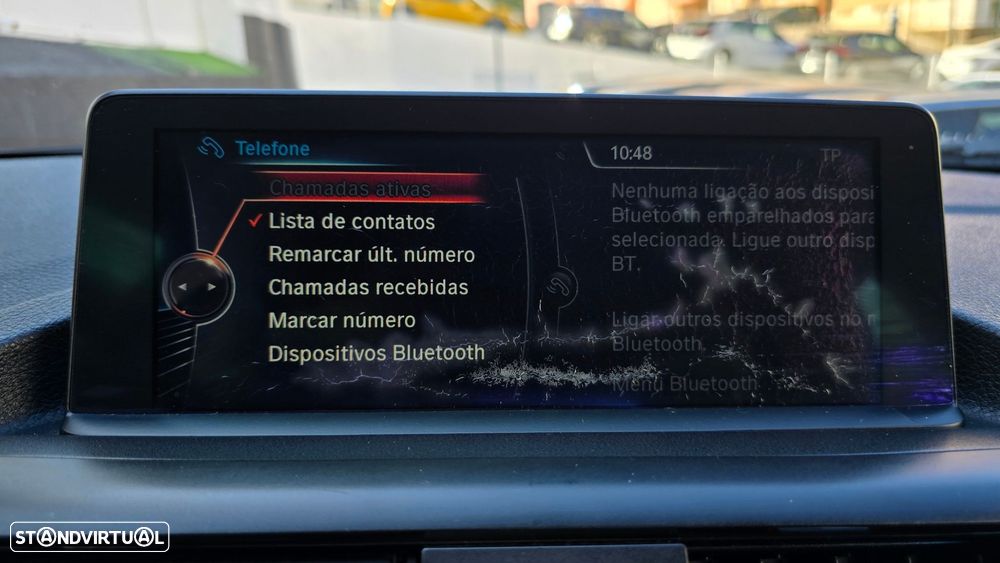 Telefone
10:48
TP
Chamadas ativas
Lista de contatos
Remarcar últ. número
Chamadas recebidas
Marcar número
Dispositivos Bluetooth
Nenhuma ligação aos disposi
Bluetooth emparelhados para
selecionada. Ligue outro disp
BT.
Ligar outros dispositivos no
Bluetooth.
Menu Bluetooth
STANDVIRTUAL